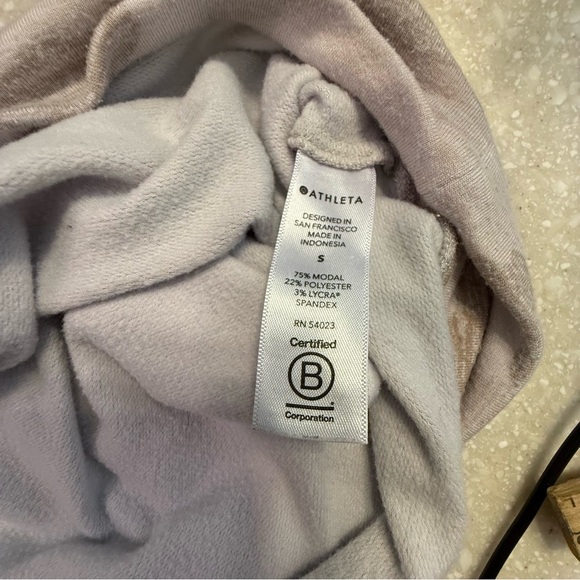 ATHLETA
DESIGNED IN
SAN FRANCISCO
MADE IN
INDONESIA
S
75% MODAL
22% POLYESTER
3% LYCRA®
SPANDEX
RN 54023
Certified
B
Corporation